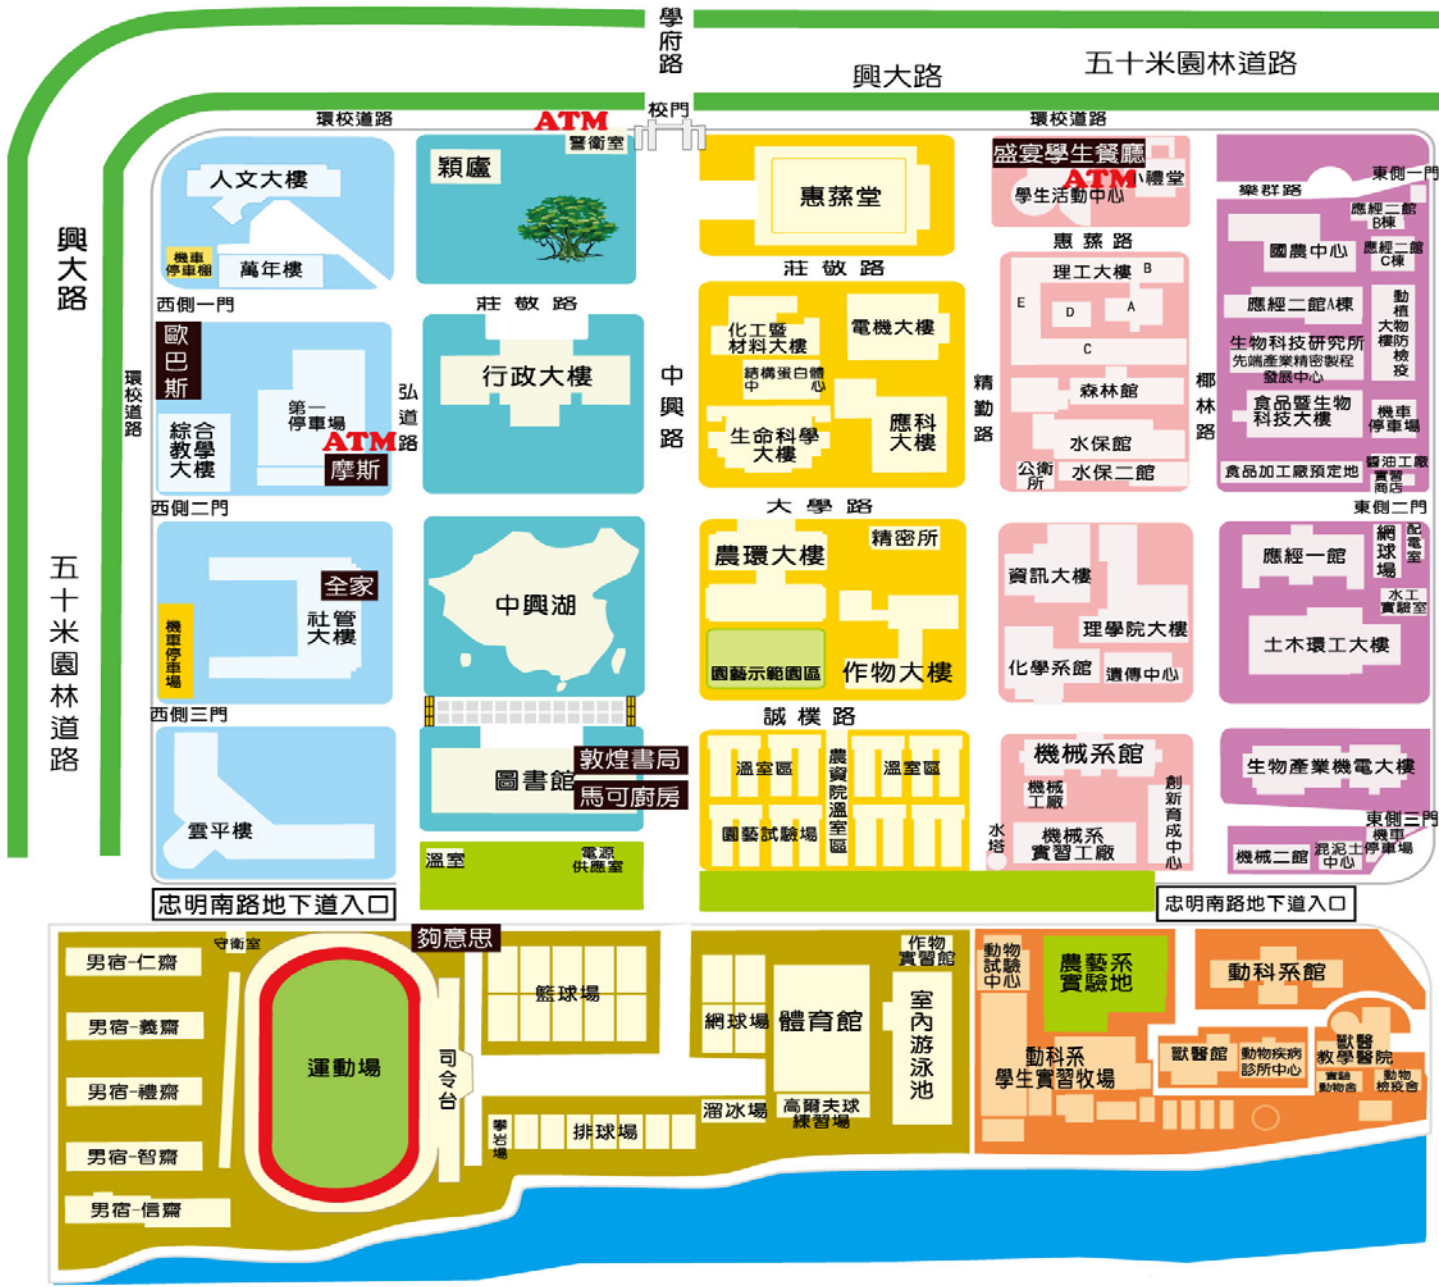 學府路
五十米園林道路
興大路
校門
環校道路
ATM
環校道路
警衛室
穎廬
人文大樓
機車
停車棚
萬年樓
惠蓀堂
盛宴學生餐廳
ATM
小禮堂
學生活動中心
東側一門
樂群路
應經二館
B棟
國農中心
應經二館
C棟
興大路
西側一門
莊敬路
莊敬路
惠蓀路
理工大樓
B
E
D
A
C
應經二館A棟
動植物防檢疫
大樓
歐巴斯
環校道路
第一
停車場
ATM
摩斯
綜合
教學
大樓
弘道路
行政大樓
中興路
化工暨
材料大樓
電機大樓
結構蛋白體
中心
生命科學
大樓
應科
大樓
精勤路
森林館
水保館
公衛所
水保二館
椰林路
生物科技研究所
先端產業精密製程
發展中心
食品暨生物
科技大樓
機車
停車場
食品加工廠預定地
醬油工廠
實習
商店
西側二門
大學路
東側二門
五十米園林道路
全家
社管
大樓
機車停車場
中興湖
農環大樓
精密所
園藝示範園區
作物大樓
資訊大樓
理學院大樓
化學系館
遺傳中心
應經一館
網球場
配電室
水工
實驗室
土木環工大樓
西側三門
誠樸路
雲平樓
圖書館
敦煌書局
馬可廚房
溫室區
農資院溫室區
溫室區
園藝試驗場
機械系館
機械
工廠
創新育成中心
水塔
機械系
實習工廠
生物產業機電大樓
東側三門
機車
停車場
機械二館
混泥土
中心
溫室
電源
供應室
忠明南路地下道入口
忠明南路地下道入口
守衛室
夠意思
男宿-仁齋
男宿-義齋
男宿-禮齋
男宿-智齋
男宿-信齋
運動場
司令台
籃球場
攀岩場
排球場
網球場
溜冰場
體育館
高爾夫球
練習場
作物
實習館
室內游泳池
動物
試驗
中心
農藝系
實驗地
動科系館
動科系
學生實習牧場
獸醫館
動物疾病
診所中心
獸醫
教學醫院
實驗
動物舍
動物
檢疫舍